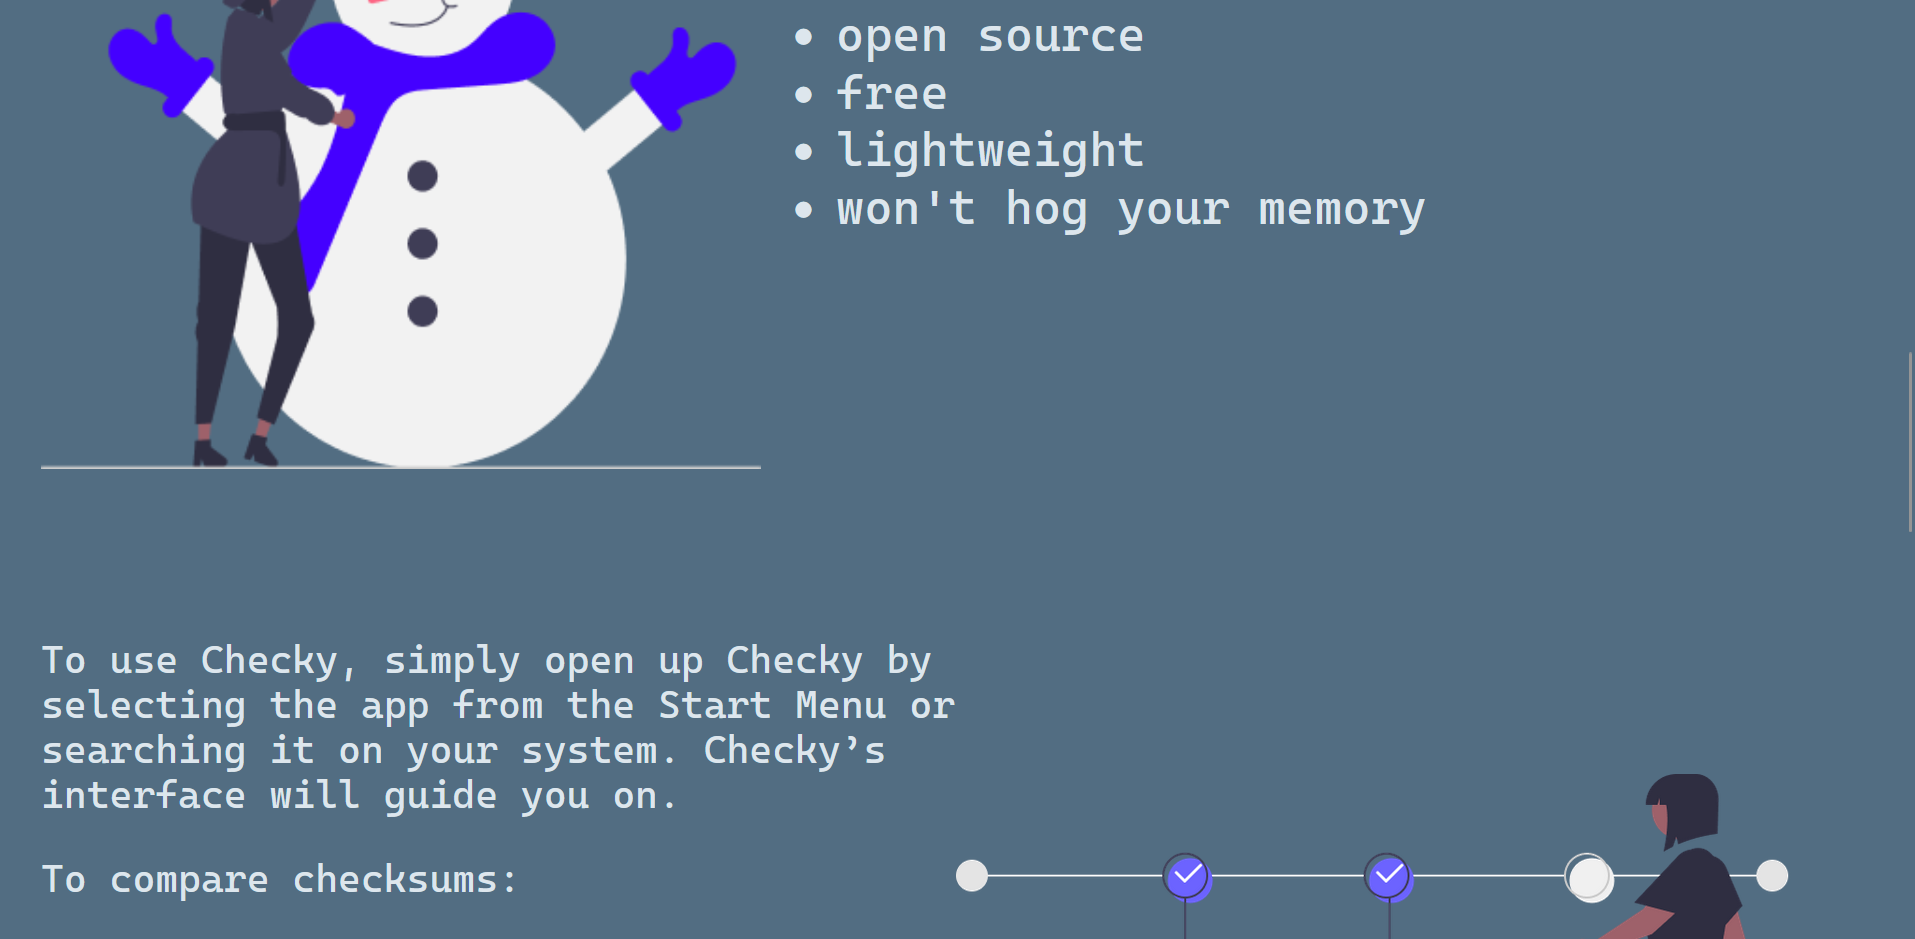 • open source
• free
• lightweight
• won't hog your memory
To use Checky, simply open up Checky by
selecting the app from the Start Menu or
searching it on your system. Checky’s
interface will guide you on.
To compare checksums: